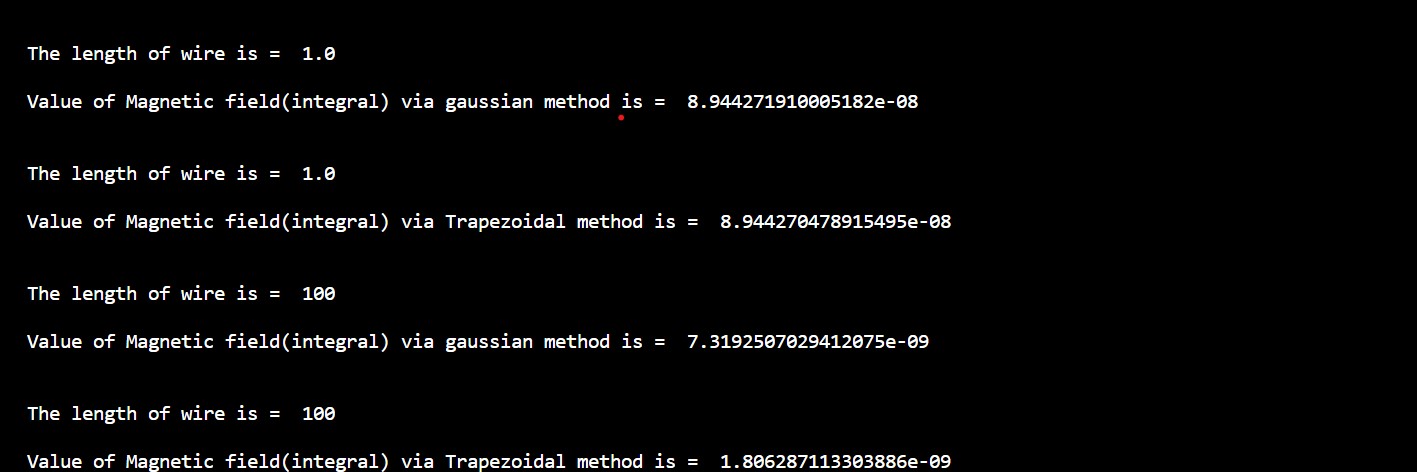 The length of wire is =  1.0
Value of Magnetic field(integral) via gaussian method is =  8.944271910005182e-08
The length of wire is =  1.0
Value of Magnetic field(integral) via Trapezoidal method is =  8.944270478915495e-08
The length of wire is =  100
Value of Magnetic field(integral) via gaussian method is =  7.3192507029412075e-09
The length of wire is =  100
Value of Magnetic field(integral) via Trapezoidal method is =  1.806287113303886e-09